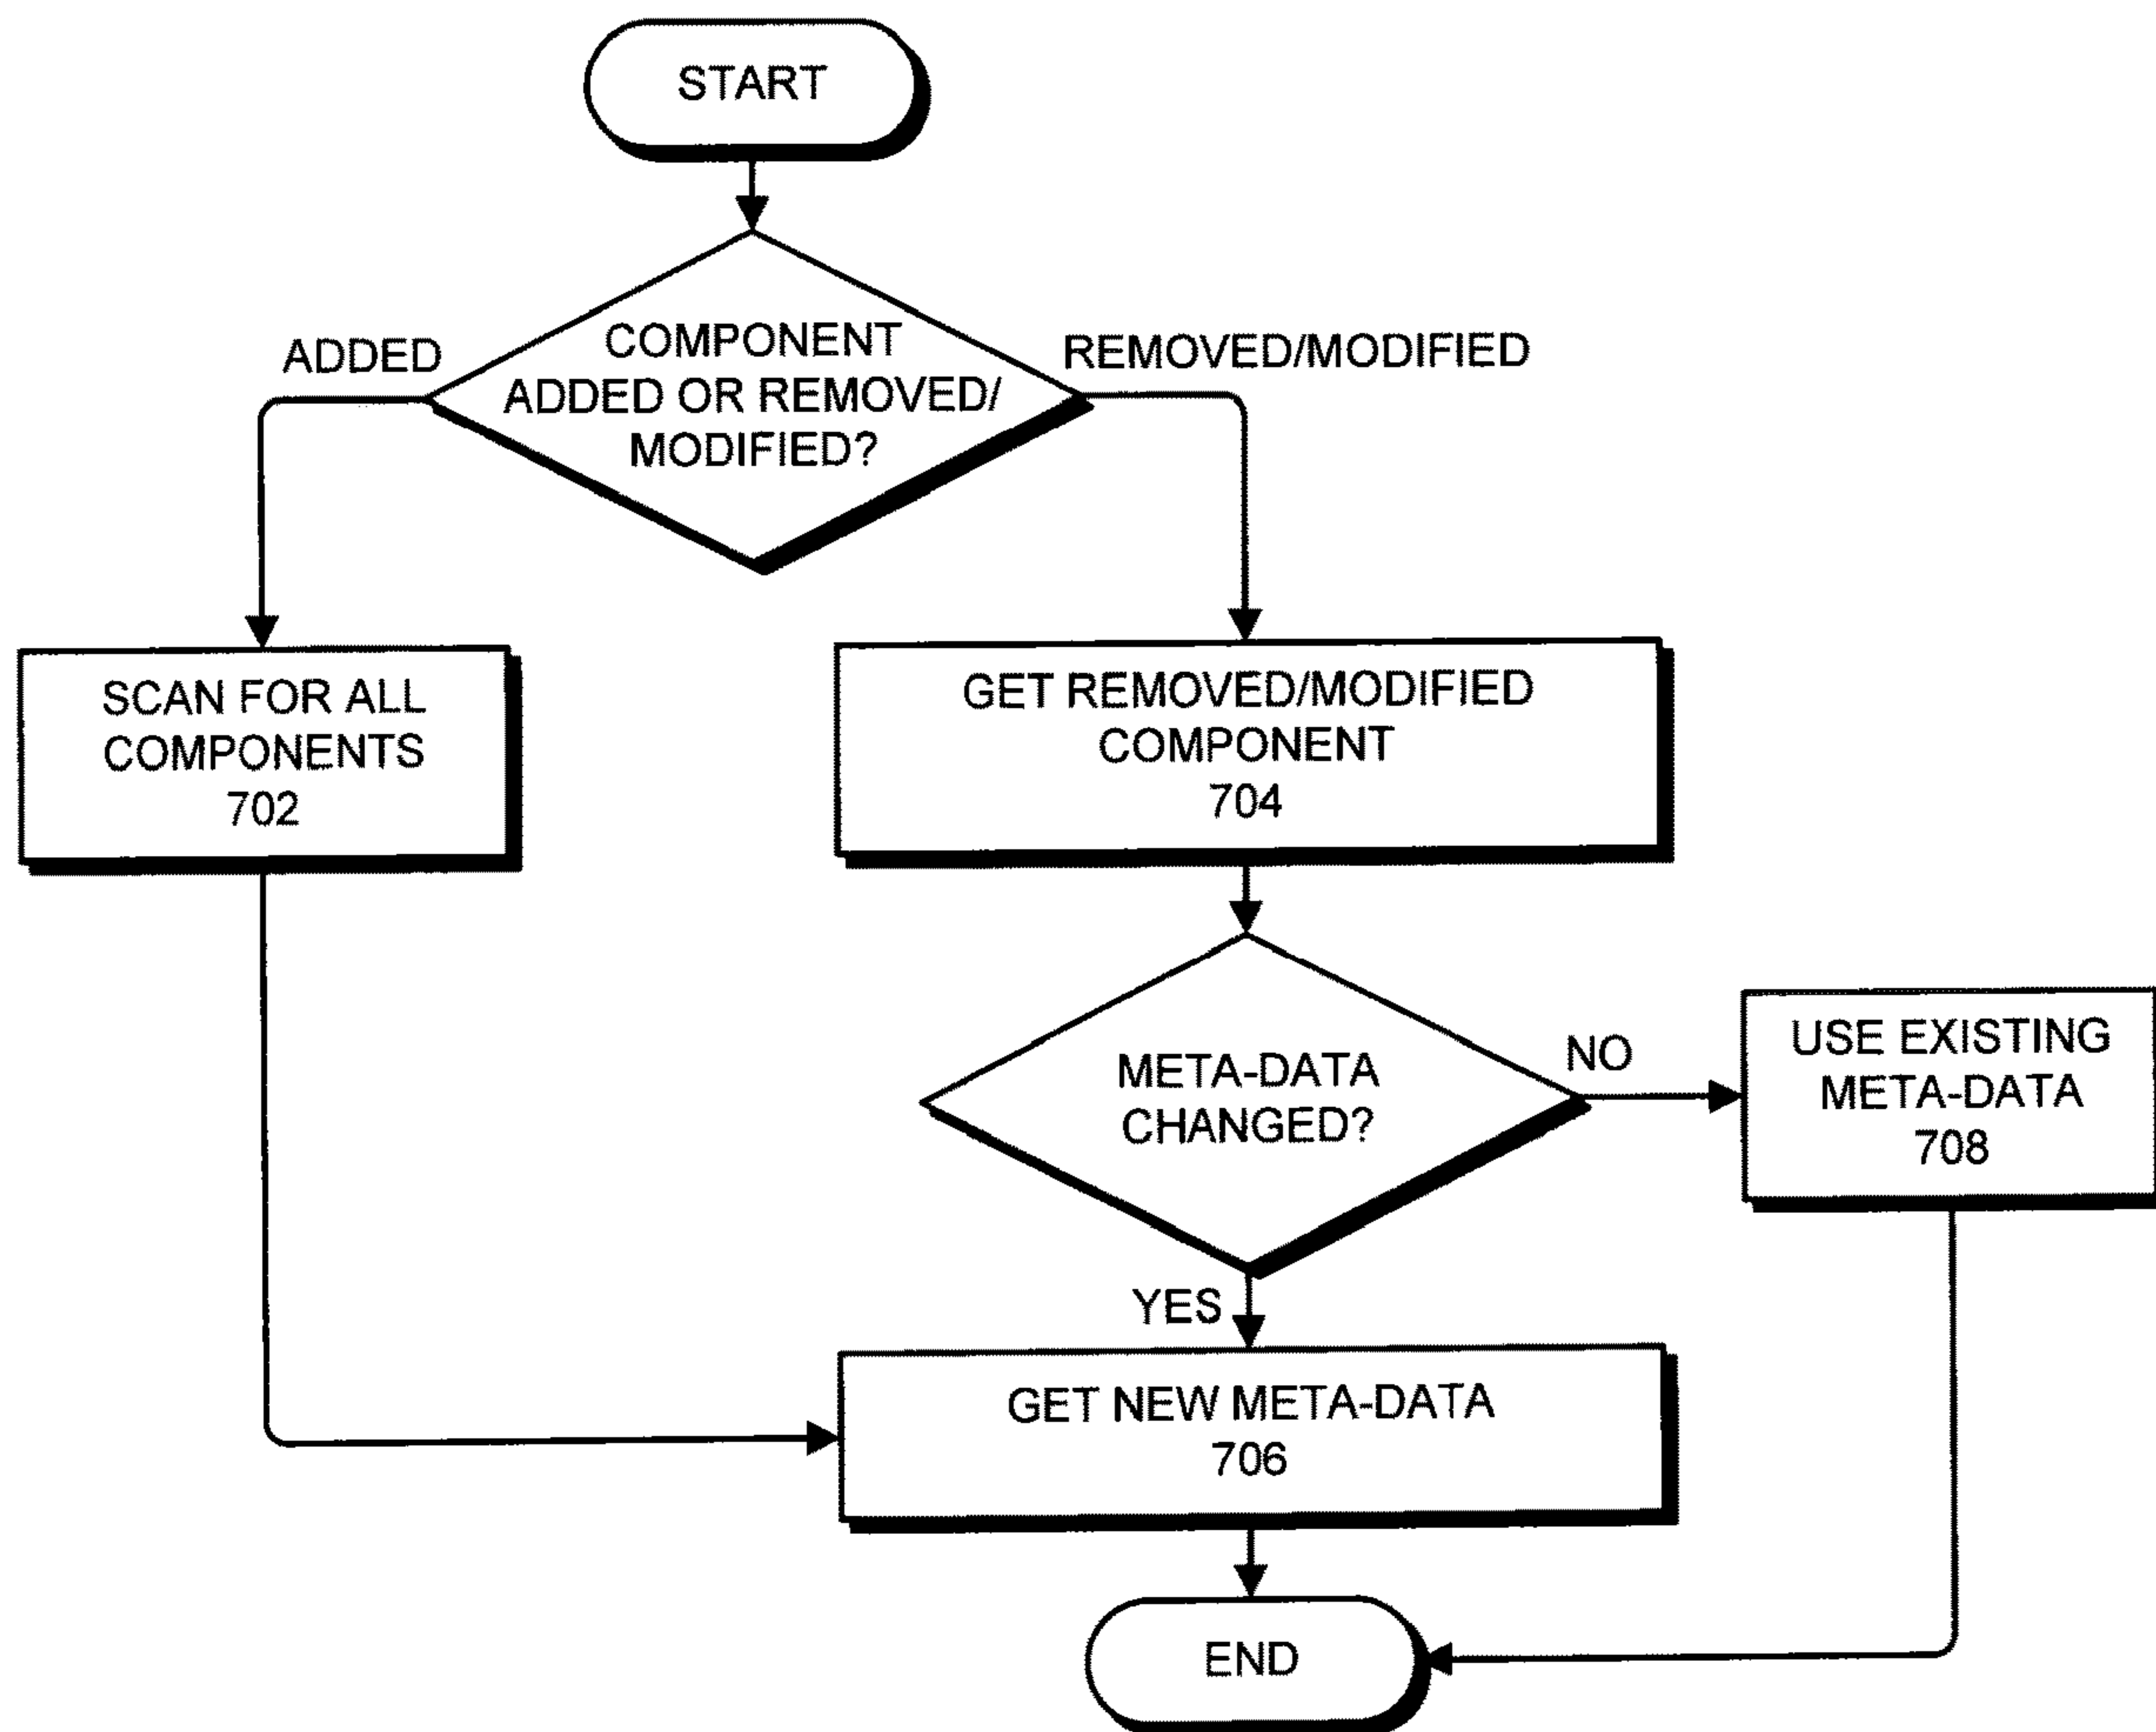 START
COMPONENT
ADDED OR REMOVED/
MODIFIED?
ADDED
REMOVED/MODIFIED
SCAN FOR ALL
COMPONENTS
702
GET REMOVED/MODIFIED
COMPONENT
704
META-DATA
CHANGED?
NO
USE EXISTING
META-DATA
708
YES
GET NEW META-DATA
706
END